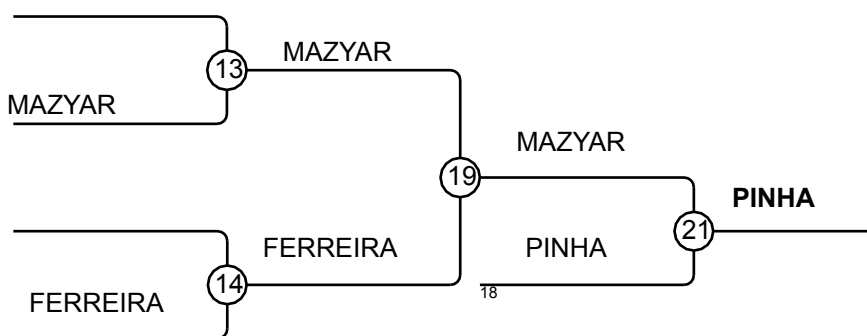 MAZYAR
13
MAZYAR
MAZYAR
19
PINHA
21
FERREIRA
PINHA
18
14
FERREIRA